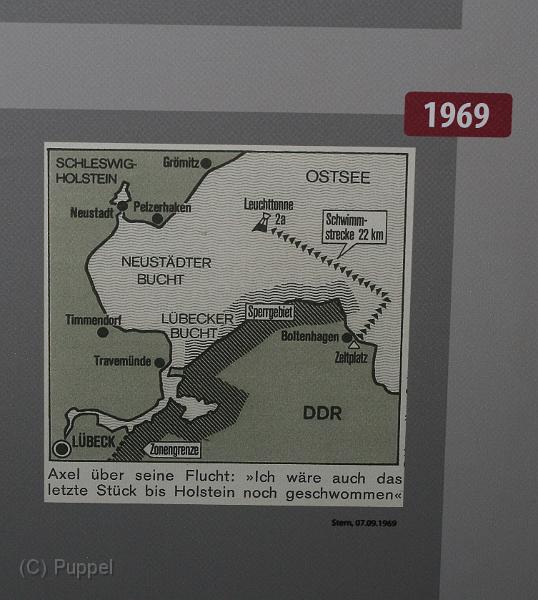 1969
SCHLESWIG-
HOLSTEIN
Grömitz
OSTSEE
Neustadt
Pelzerhaken
Leuchttonne
2a
Schwimm-
strecke 22 km
NEUSTÄDTER
BUCHT
LÜBECKER
BUCHT
Sperrgebiet
Timmendorf
Boltenhagen
Zeltplatz
Travemünde
DDR
LÜBECK
Zonengrenze
Axel über seine Flucht: »Ich wäre auch das
letzte Stück bis Holstein noch geschwommen«
Stern, 07.09.1969
(C) Puppel